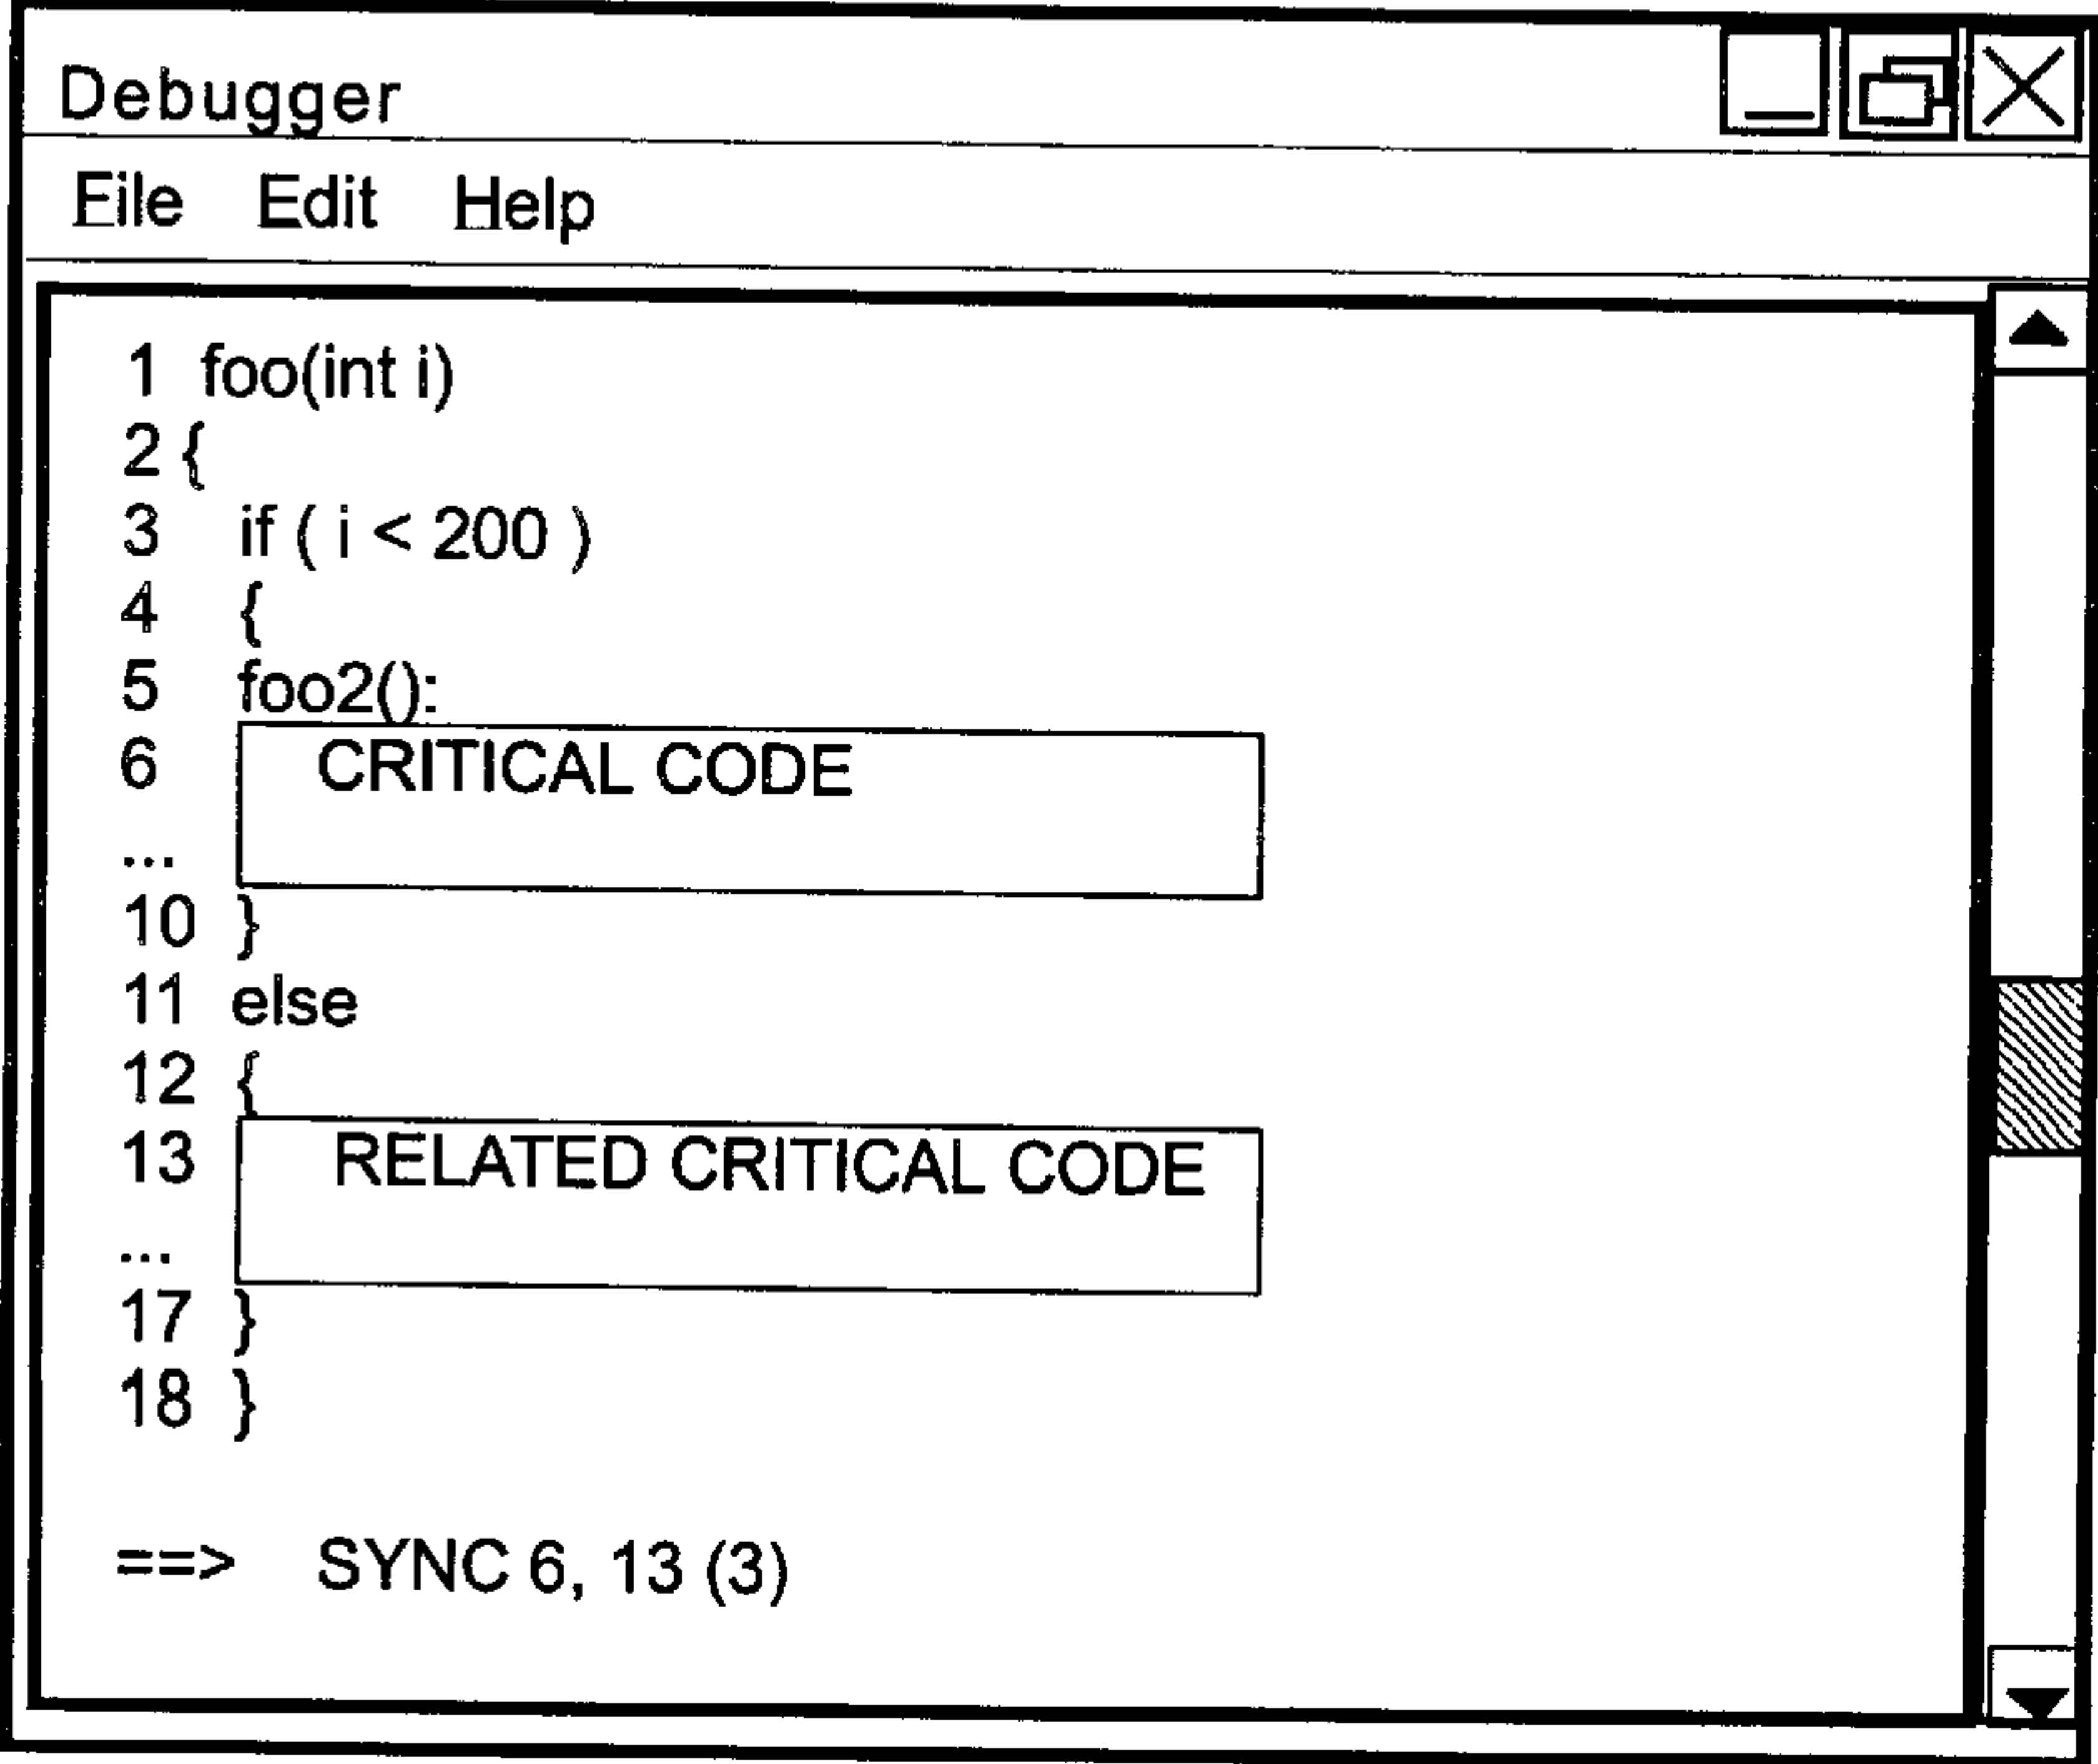 Debugger
File Edit Help
1 foo(int i)
2 {
3 if ( i < 200 )
4 {
5 foo2():
6 CRITICAL CODE
...
10 }
11 else
12 {
13 RELATED CRITICAL CODE
...
17 }
18 }
==> SYNC 6, 13 (3)